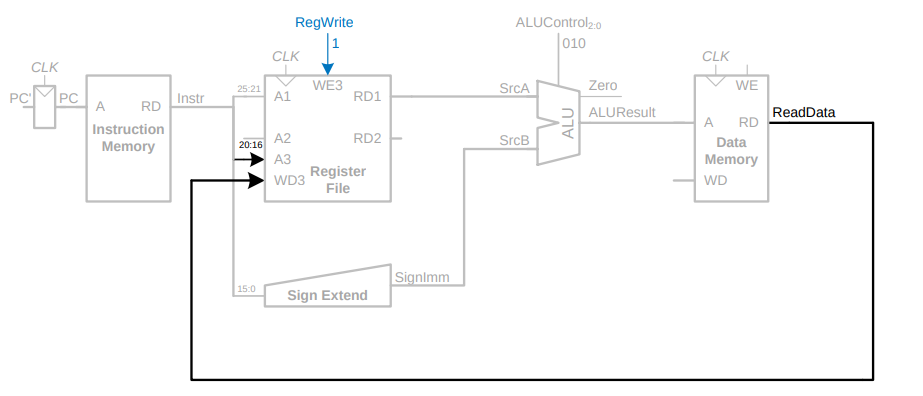 RegWrite
1
ALUControl2:0
010
CLK
PC'
PC
A
RD
Instruction
Memory
Instr
25:21
20:16
15:0
CLK
WE3
A1
RD1
A2
RD2
A3
WD3
Register
File
Sign Extend
SignImm
SrcA
SrcB
ALU
Zero
ALUResult
CLK
WE
A
RD
Data
Memory
WD
ReadData